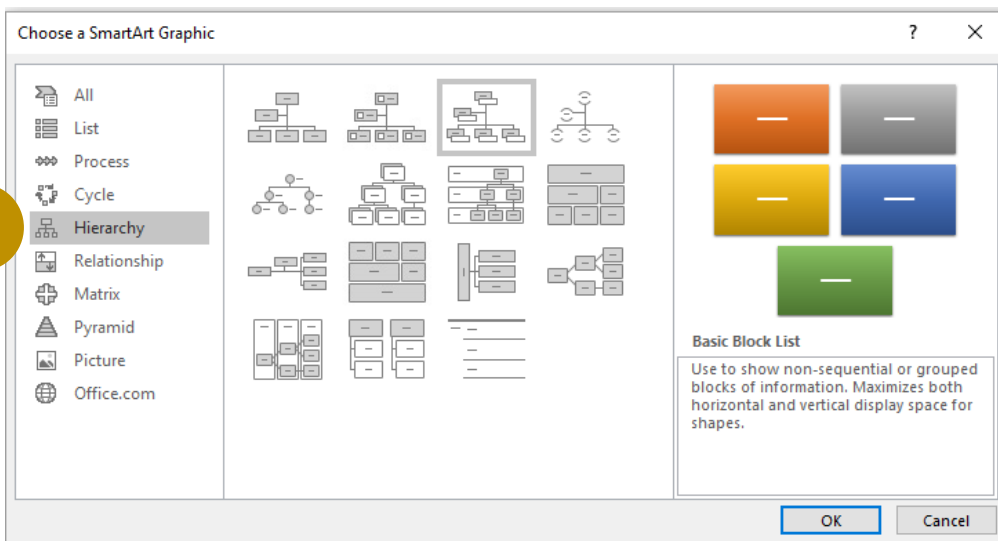 Choose a SmartArt Graphic
?
All
List
Process
Cycle
Hierarchy
Relationship
Matrix
Pyramid
Picture
Office.com
Basic Block List
Use to show non-sequential or grouped
blocks of information. Maximizes both
horizontal and vertical display space for
shapes.
OK
Cancel